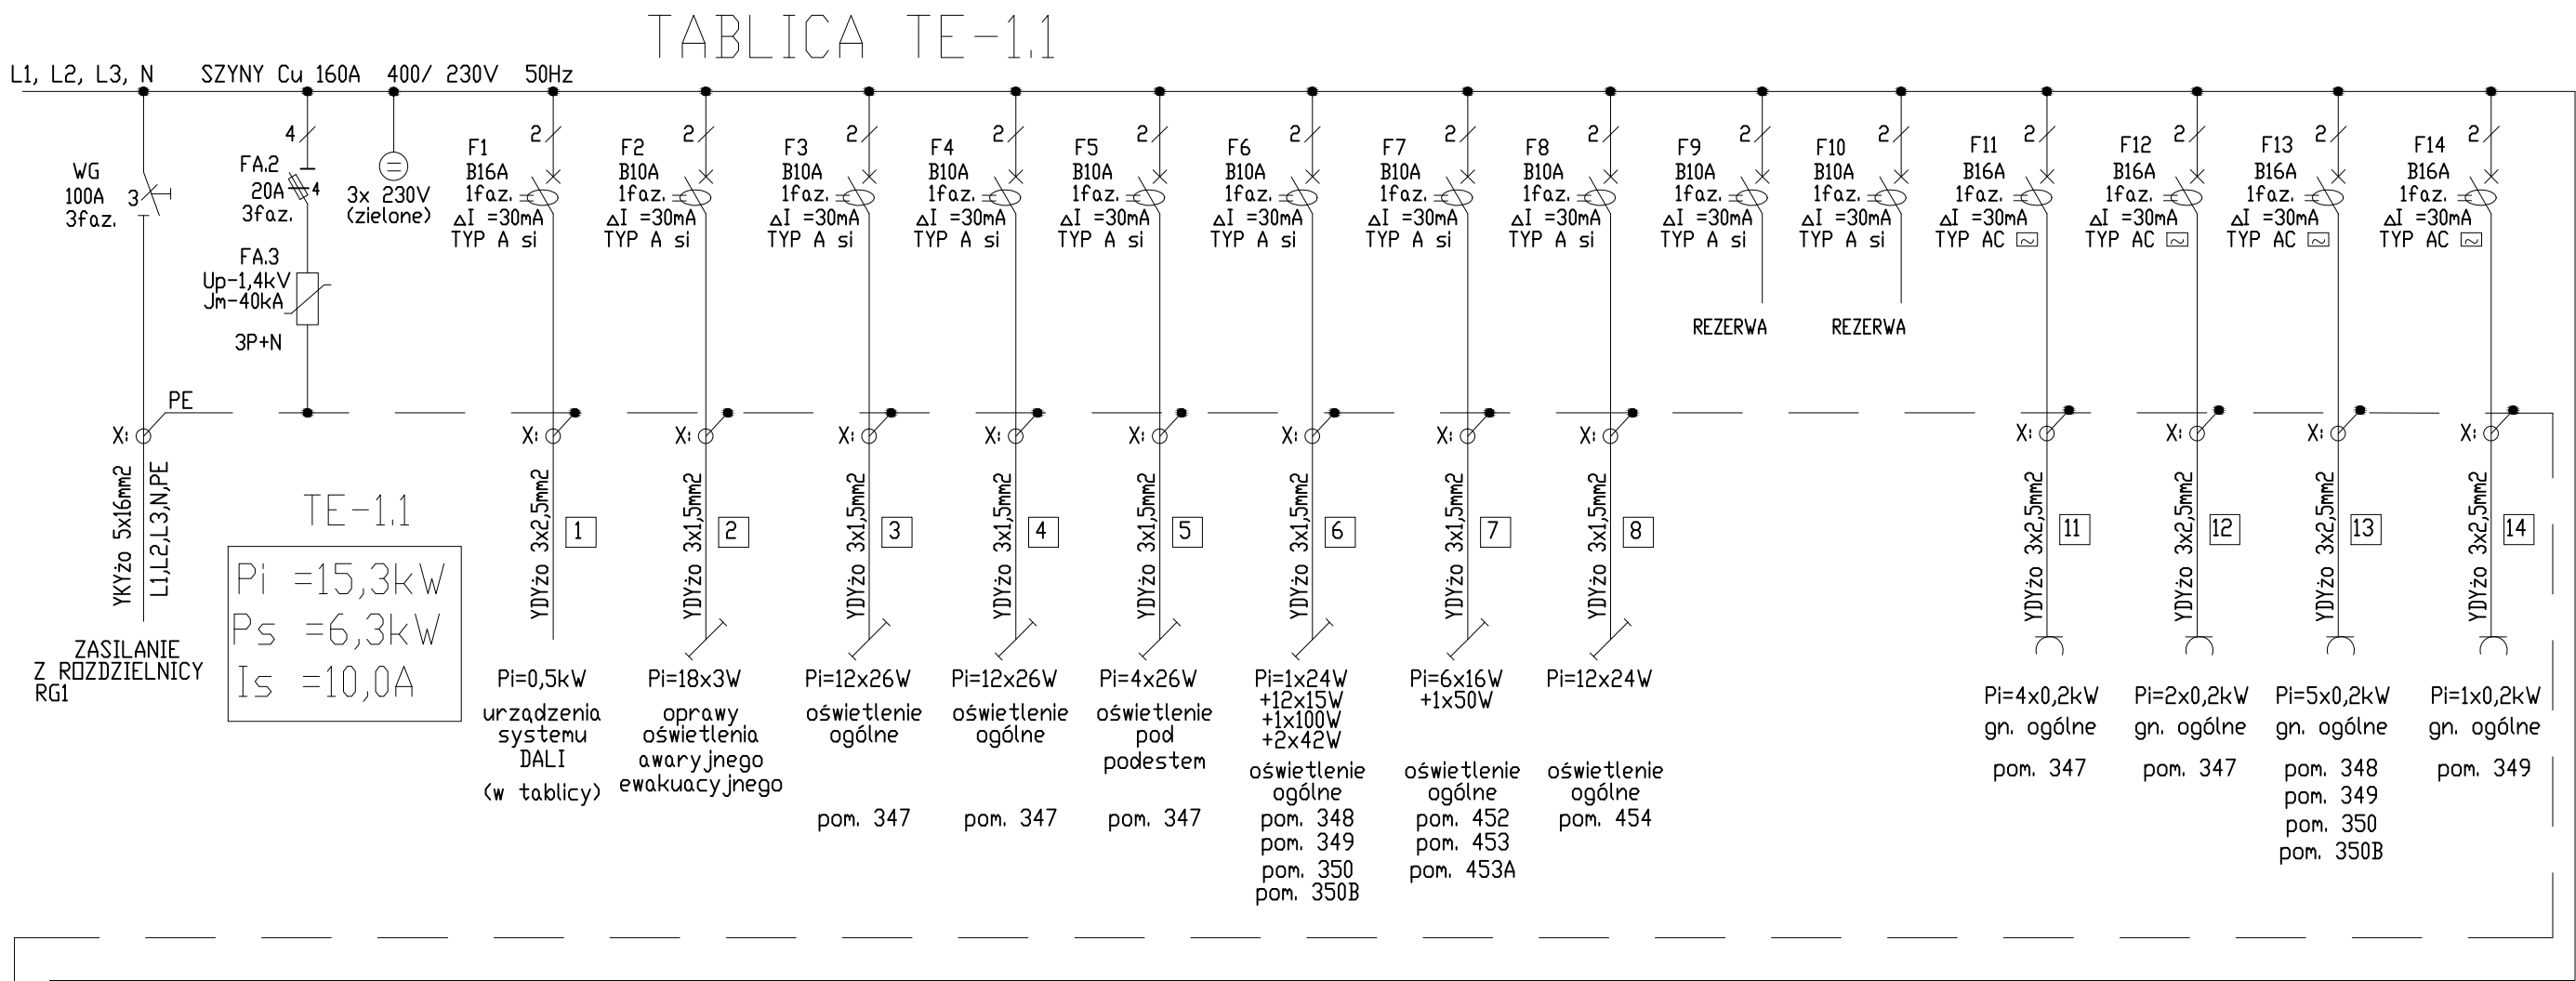 TABLICA TE-1.1
L1, L2, L3, N SZYNY Cu 160A 400/ 230V 50Hz
WG
100A
3faz.
3
4
FA.2
20A
4
3faz.
FA.3
Up-1,4kV
Jm-40kA
3P+N
3x 230V
(zielone)
2
F1
B16A
1faz.
ΔI =30mA
TYP A si
2
F2
B10A
1faz.
ΔI =30mA
TYP A si
2
F3
B10A
1faz.
ΔI =30mA
TYP A si
2
F4
B10A
1faz.
ΔI =30mA
TYP A si
2
F5
B10A
1faz.
ΔI =30mA
TYP A si
2
F6
B10A
1faz.
ΔI =30mA
TYP A si
2
F7
B10A
1faz.
ΔI =30mA
TYP A si
2
F8
B10A
1faz.
ΔI =30mA
TYP A si
2
F9
B10A
1faz.
ΔI =30mA
TYP A si
REZERWA
2
F10
B10A
1faz.
ΔI =30mA
TYP A si
REZERWA
2
F11
B16A
1faz.
ΔI =30mA
TYP AC
2
F12
B16A
1faz.
ΔI =30mA
TYP AC
2
F13
B16A
1faz.
ΔI =30mA
TYP AC
2
F14
B16A
1faz.
ΔI =30mA
TYP AC
PE
X:
YKYżo 5x16mm2
L1,L2,L3,N,PE
ZASILANIE
Z ROZDZIELNICY
RG1
TE-1.1
Pi =15,3kW
Ps =6,3kW
Is =10,0A
X:
YDYżo 3x2,5mm2
1
Pi=0,5kW
urządzenia
systemu
DALI
(w tablicy)
X:
YDYżo 3x1,5mm2
2
Pi=18x3W
oprawy
oświetlenia
awaryjnego
ewakuacyjnego
X:
YDYżo 3x1,5mm2
3
Pi=12x26W
oświetlenie
ogólne
pom. 347
X:
YDYżo 3x1,5mm2
4
Pi=12x26W
oświetlenie
ogólne
pom. 347
X:
YDYżo 3x1,5mm2
5
Pi=4x26W
oświetlenie
pod
podestem
pom. 347
X:
YDYżo 3x1,5mm2
6
Pi=1x24W
+12x15W
+1x100W
+2x42W
oświetlenie
ogólne
pom. 348
pom. 349
pom. 350
pom. 350B
X:
YDYżo 3x1,5mm2
7
Pi=6x16W
+1x50W
oświetlenie
ogólne
pom. 452
pom. 453
pom. 453A
X:
YDYżo 3x1,5mm2
8
Pi=12x24W
oświetlenie
ogólne
pom. 454
X:
YDYżo 3x2,5mm2
11
Pi=4x0,2kW
gn. ogólne
pom. 347
X:
YDYżo 3x2,5mm2
12
Pi=2x0,2kW
gn. ogólne
pom. 347
X:
YDYżo 3x2,5mm2
13
Pi=5x0,2kW
gn. ogólne
pom. 348
pom. 349
pom. 350
pom. 350B
X:
YDYżo 3x2,5mm2
14
Pi=1x0,2kW
gn. ogólne
pom. 349